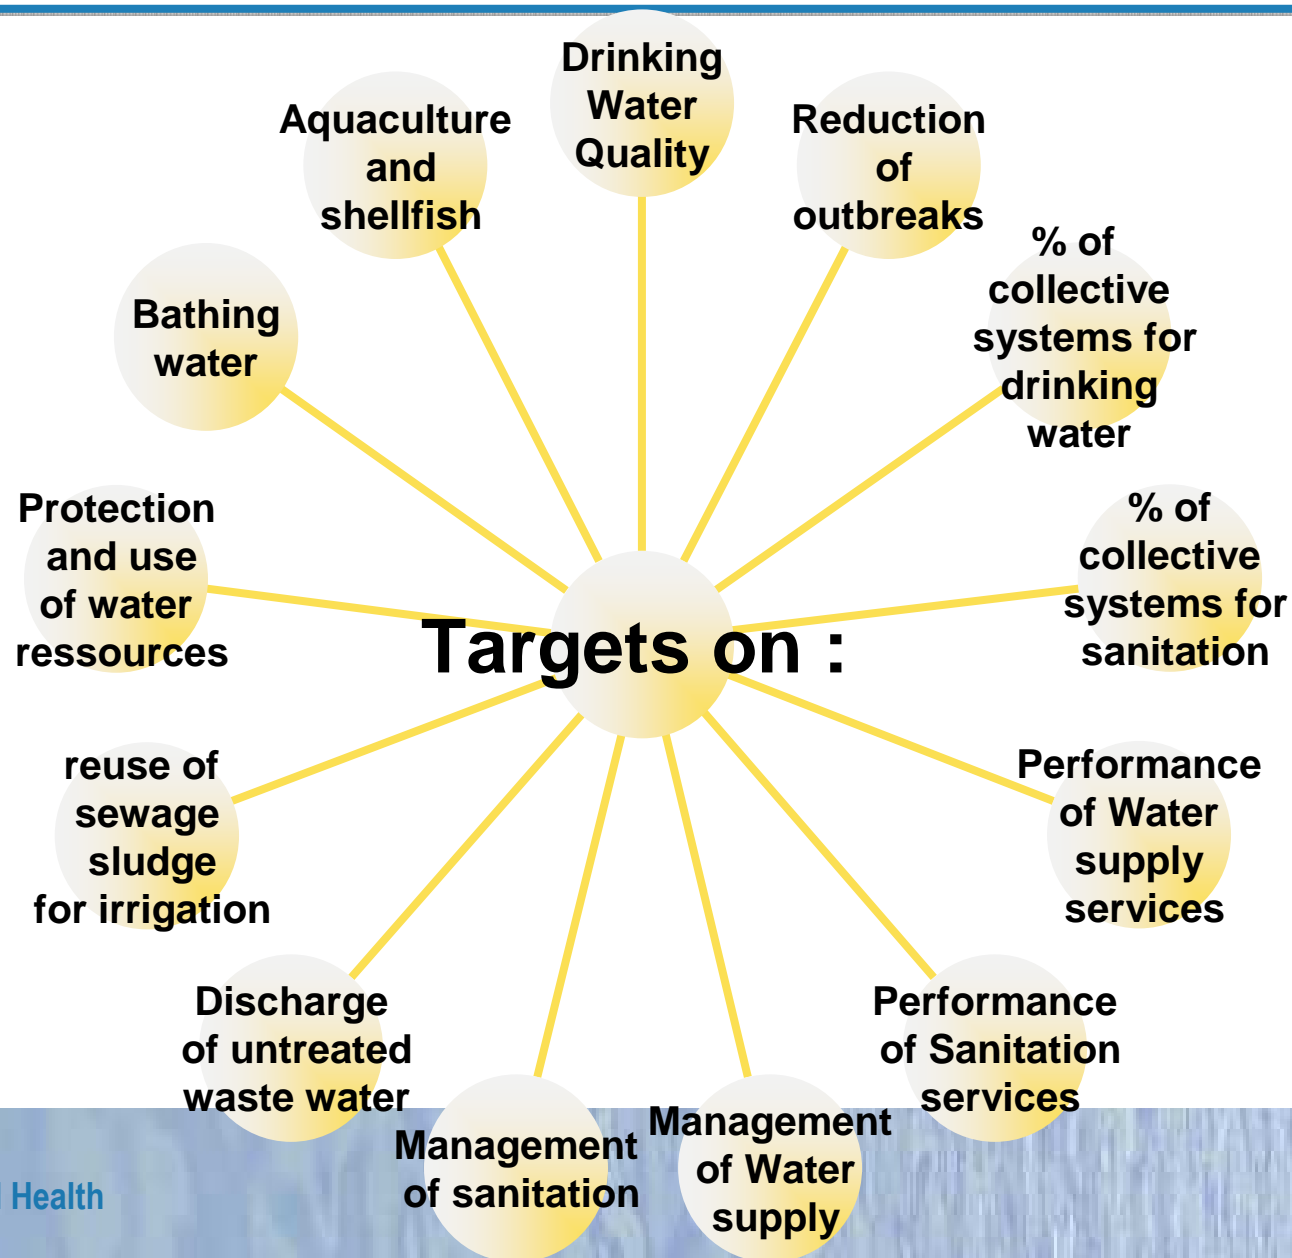 Drinking
Water
Quality
Reduction
of
outbreaks
% of
collective
systems for
drinking
water
% of
collective
systems for
sanitation
Performance
of Water
supply
services
Performance
of Sanitation
services
Management
of Water
supply
Management
of sanitation
Discharge
of untreated
waste water
reuse of
sewage
sludge
for irrigation
Protection
and use
of water
ressources
Bathing
water
Aquaculture
and
shellfish
Targets on :
Health